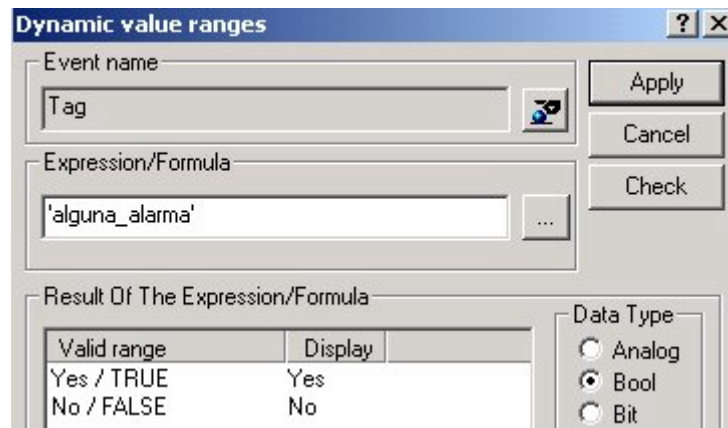 Dynamic value ranges
Event name
Tag
Apply
Cancel
Expression/Formula
Check
'alguna_alarma'
...
Result Of The Expression/Formula
Data Type
Valid range Display
Analog
Yes / TRUE Yes
Bool
No / FALSE No
Bit